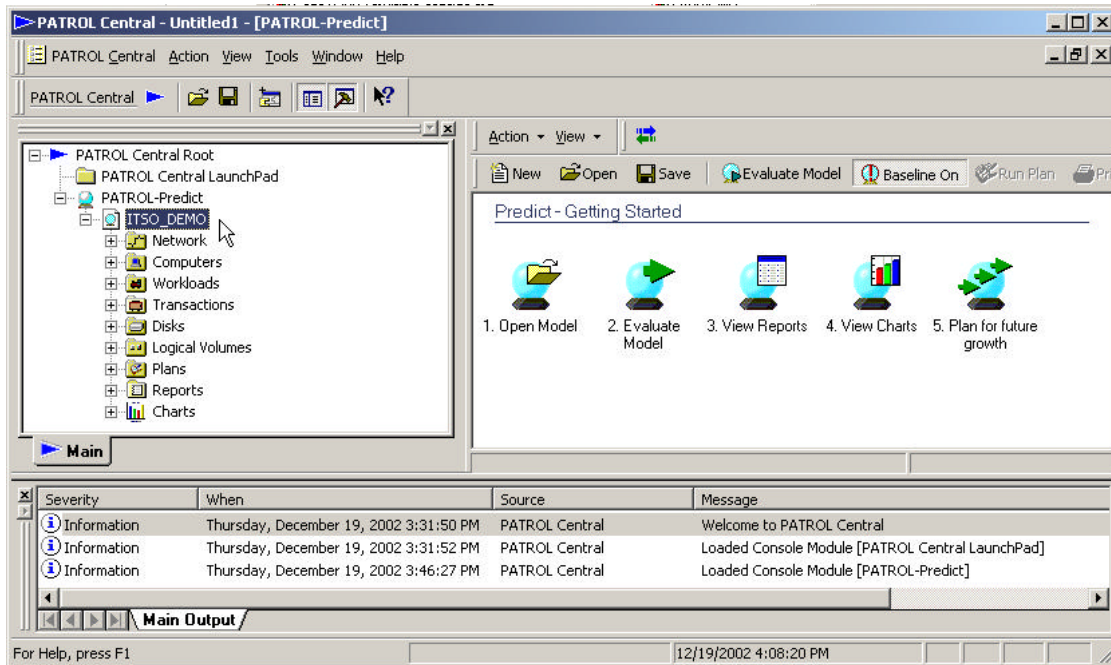 PATROL Central - Untitled1 - [PATROL-Predict]
PATROL Central Action View Tools Window Help
PATROL Central
Action View
New Open Save Evaluate Model Baseline On Run Plan Pr
PATROL Central Root
PATROL Central LaunchPad
PATROL-Predict
ITSO_DEMO
Network
Computers
Workloads
Transactions
Disks
Logical Volumes
Plans
Reports
Charts
Main
Predict - Getting Started
1. Open Model
2. Evaluate Model
3. View Reports
4. View Charts
5. Plan for future growth
Severity When Source Message
Information Thursday, December 19, 2002 3:31:50 PM PATROL Central Welcome to PATROL Central
Information Thursday, December 19, 2002 3:31:52 PM PATROL Central Loaded Console Module [PATROL Central LaunchPad]
Information Thursday, December 19, 2002 3:46:27 PM PATROL Central Loaded Console Module [PATROL-Predict]
Main Output
For Help, press F1 12/19/2002 4:08:20 PM